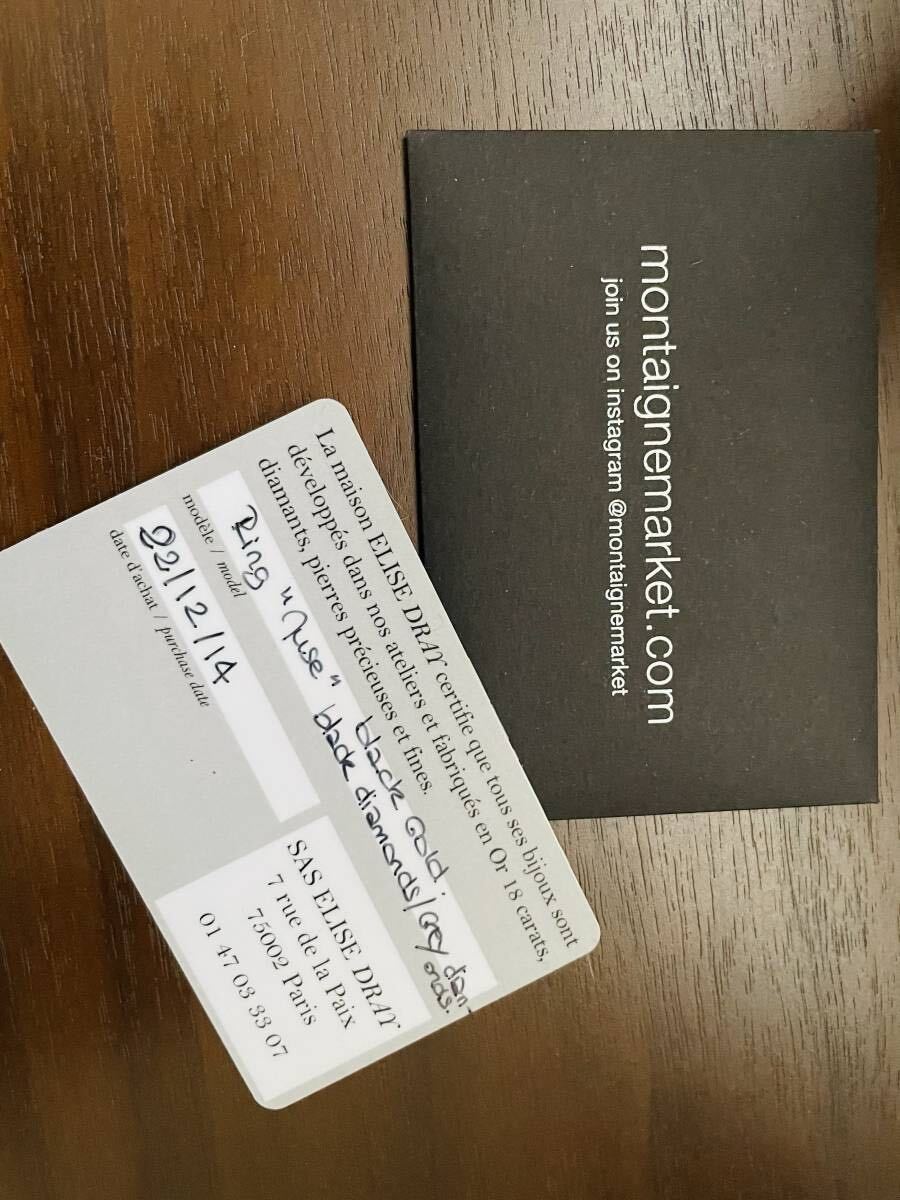 montaignemarket.com
join us on instagram @montaignemarket
La maison ELISE DRAY certifie que tous ses bijoux sont
développés dans nos ateliers et fabriqués en Or 18 carats,
diamants, pierres précieuses et fines.
Ring " " black Gold.
black diamonds/Grey diam-
onds.
modèle / model
22/12/14
date d'achat / purchase date
SAS ELISE DRAY
7 rue de la Paix
75002 Paris
01 47 03 33 07